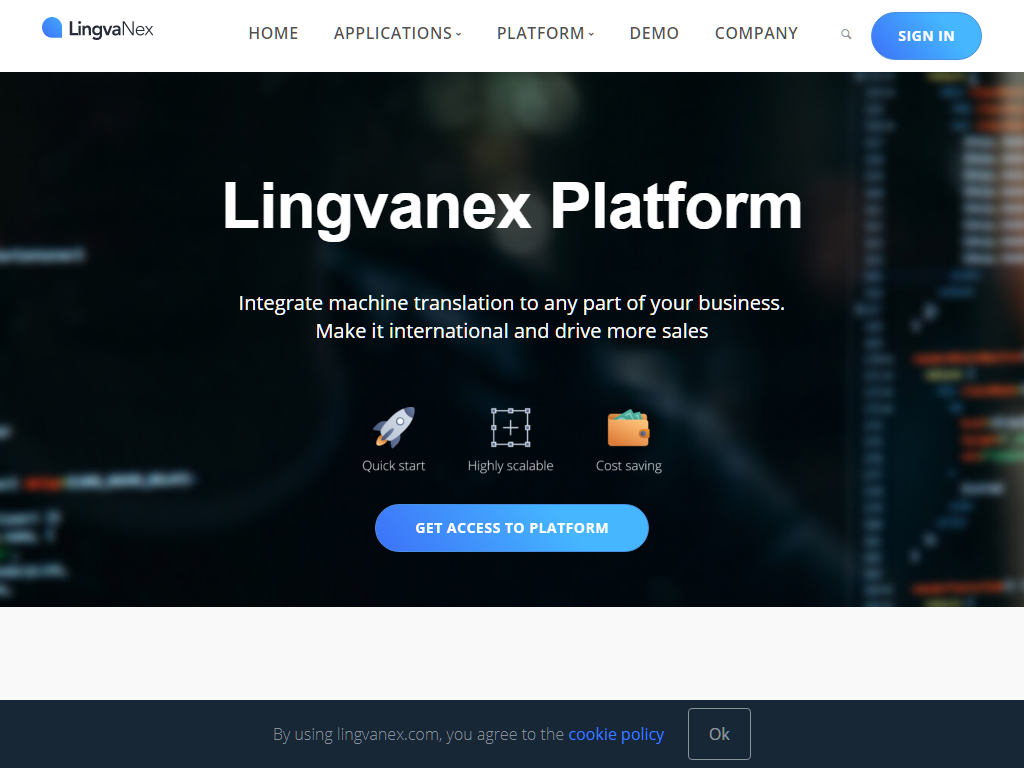 LingvaNex
HOME
APPLICATIONS
PLATFORM
DEMO
COMPANY
SIGN IN
Lingvanex Platform
Integrate machine translation to any part of your business.
Make it international and drive more sales
Quick start
Highly scalable
Cost saving
GET ACCESS TO PLATFORM
By using lingvanex.com, you agree to the cookie policy
Ok